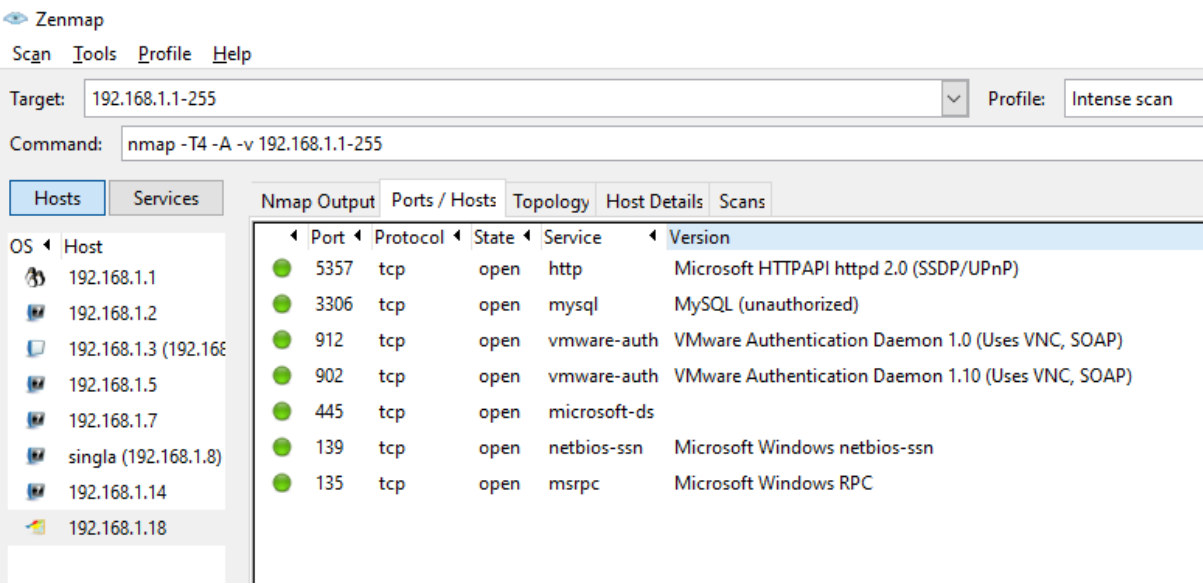 Zenmap
Scan Tools Profile Help
Target: 192.168.1.1-255 Profile: Intense scan
Command: nmap -T4 -A -v 192.168.1.1-255
Hosts Services Nmap Output Ports / Hosts Topology Host Details Scans
OS Host Port Protocol State Service Version
192.168.1.1 5357 tcp open http Microsoft HTTPAPI httpd 2.0 (SSDP/UPnP)
192.168.1.2 3306 tcp open mysql MySQL (unauthorized)
192.168.1.3 (192.168 912 tcp open vmware-auth VMware Authentication Daemon 1.0 (Uses VNC, SOAP)
192.168.1.5 902 tcp open vmware-auth VMware Authentication Daemon 1.10 (Uses VNC, SOAP)
192.168.1.7 445 tcp open microsoft-ds
singla (192.168.1.8) 139 tcp open netbios-ssn Microsoft Windows netbios-ssn
192.168.1.14 135 tcp open msrpc Microsoft Windows RPC
192.168.1.18